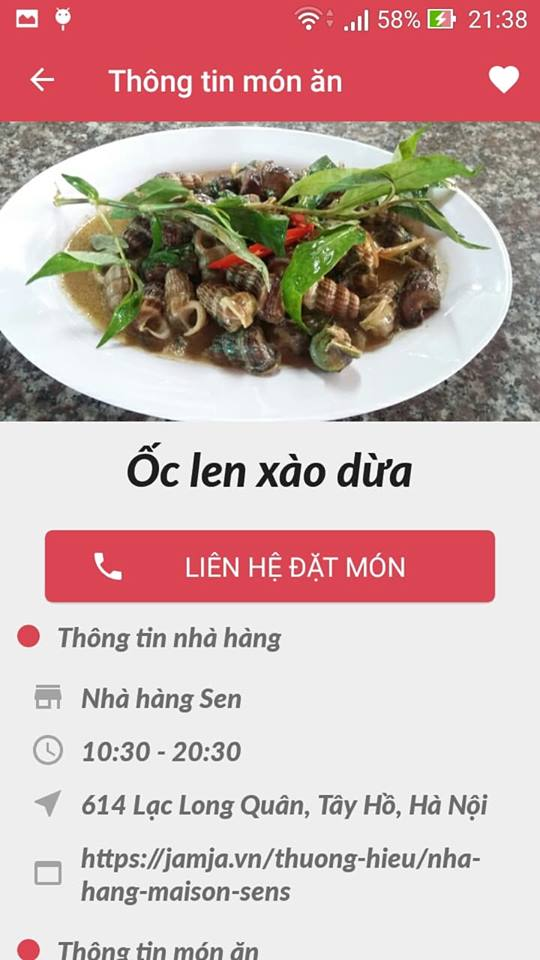 58% 21:38
Thông tin món ăn
Ốc len xào dừa
LIÊN HỆ ĐẶT MÓN
Thông tin nhà hàng
Nhà hàng Sen
10:30 - 20:30
614 Lạc Long Quân, Tây Hồ, Hà Nội
https://jamja.vn/thuong-hieu/nha-
hang-maison-sens
Thông tin món ăn